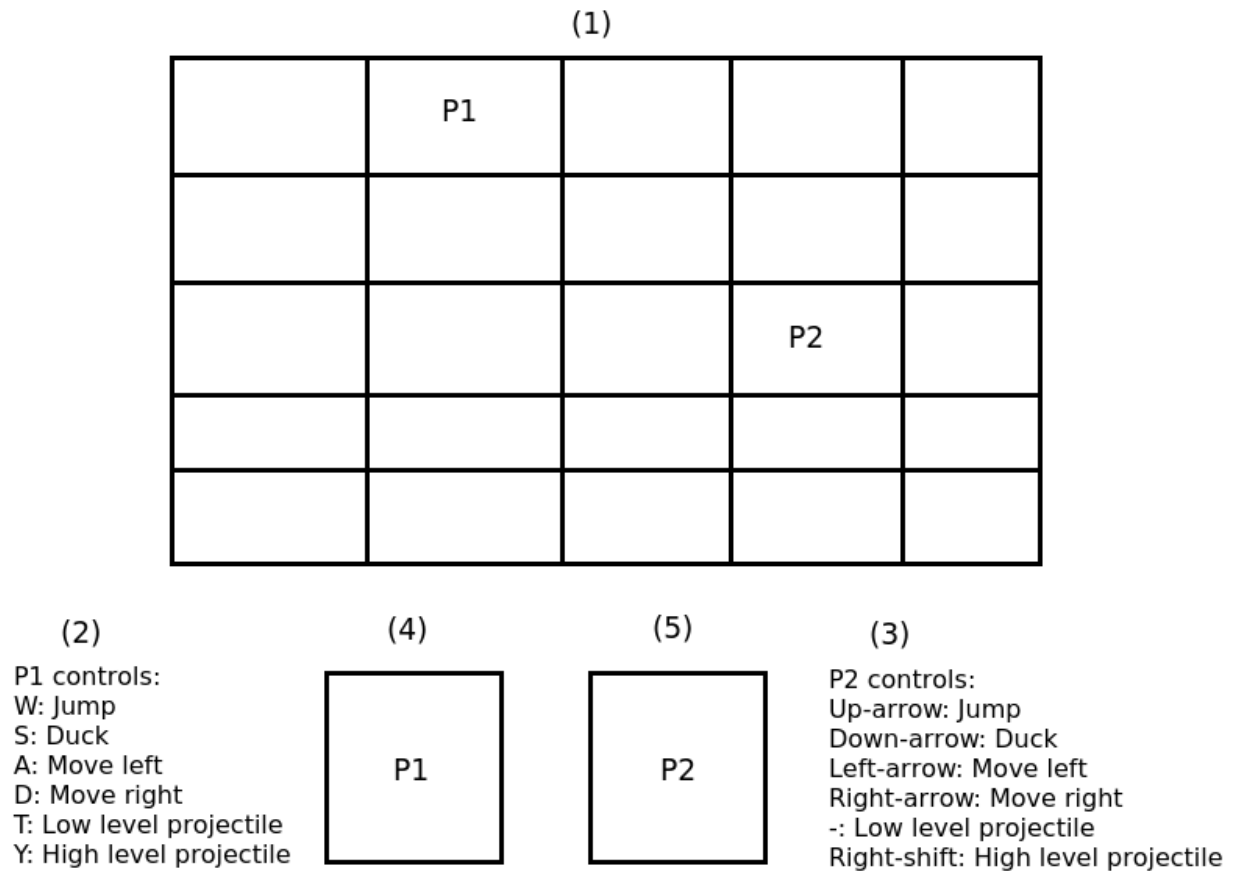 (1)
P1
P2
(2)
P1 controls:
W: Jump
S: Duck
A: Move left
D: Move right
T: Low level projectile
Y: High level projectile
(4)
P1
(5)
P2
(3)
P2 controls:
Up-arrow: Jump
Down-arrow: Duck
Left-arrow: Move left
Right-arrow: Move right
-: Low level projectile
Right-shift: High level projectile